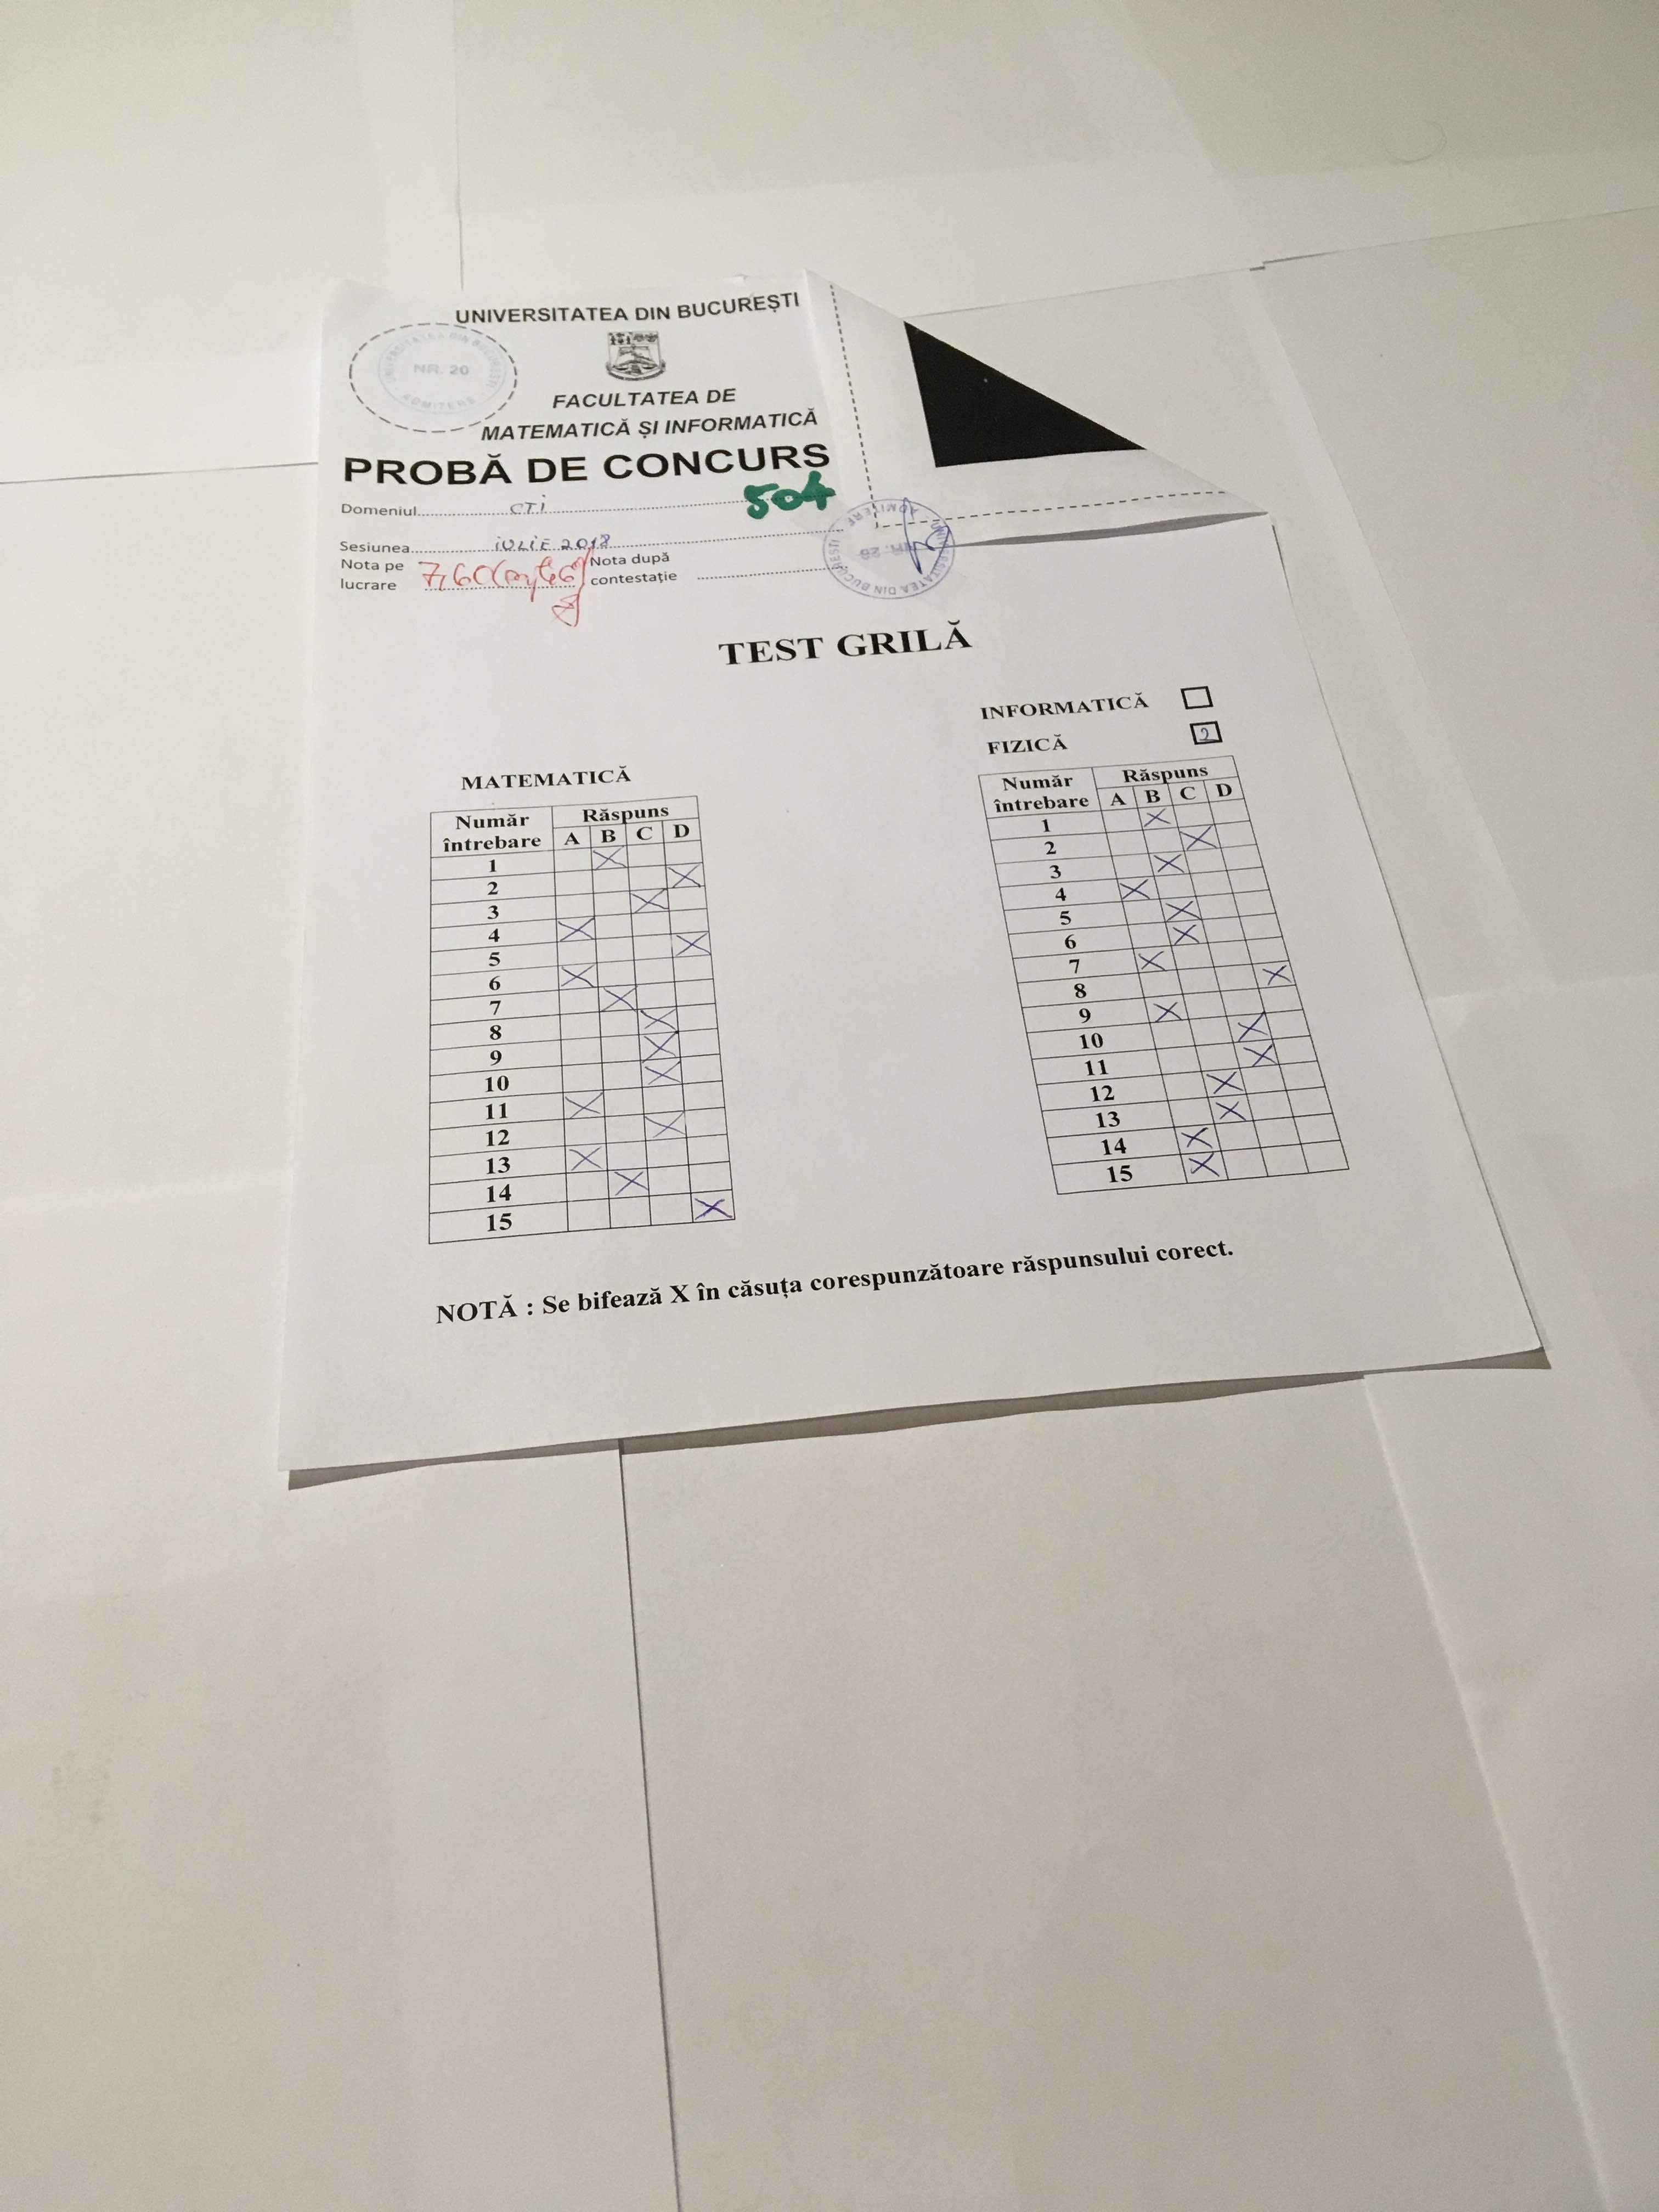 UNIVERSITATEA DIN BUCUREȘTI
UNIVERSITATEA DIN BUCUREȘTI
NR. 20
ADMITERE
FACULTATEA DE
MATEMATICĂ ȘI INFORMATICĂ
PROBĂ DE CONCURS
504
Domeniul CTI
Sesiunea IULIE 2018
Nota pe lucrare 7,60
Nota după contestație
UNIVERSITATEA DIN BUCUREȘTI
ADMITERE
NR. 20
TEST GRILĂ
INFORMATICĂ
FIZICĂ 2
MATEMATICĂ
Număr întrebare Răspuns
A B C D
1 X
2 X
3 X
4 X
5 X
6 X
7 X
8 X
9 X
10 X
11 X
12 X
13 X
14 X
15 X
Număr întrebare Răspuns
A B C D
1 X
2 X
3 X
4 X
5 X
6 X
7 X
8 X
9 X
10 X
11 X
12 X
13 X
14 X
15 X
NOTĂ : Se bifează X în căsuța corespunzătoare răspunsului corect.